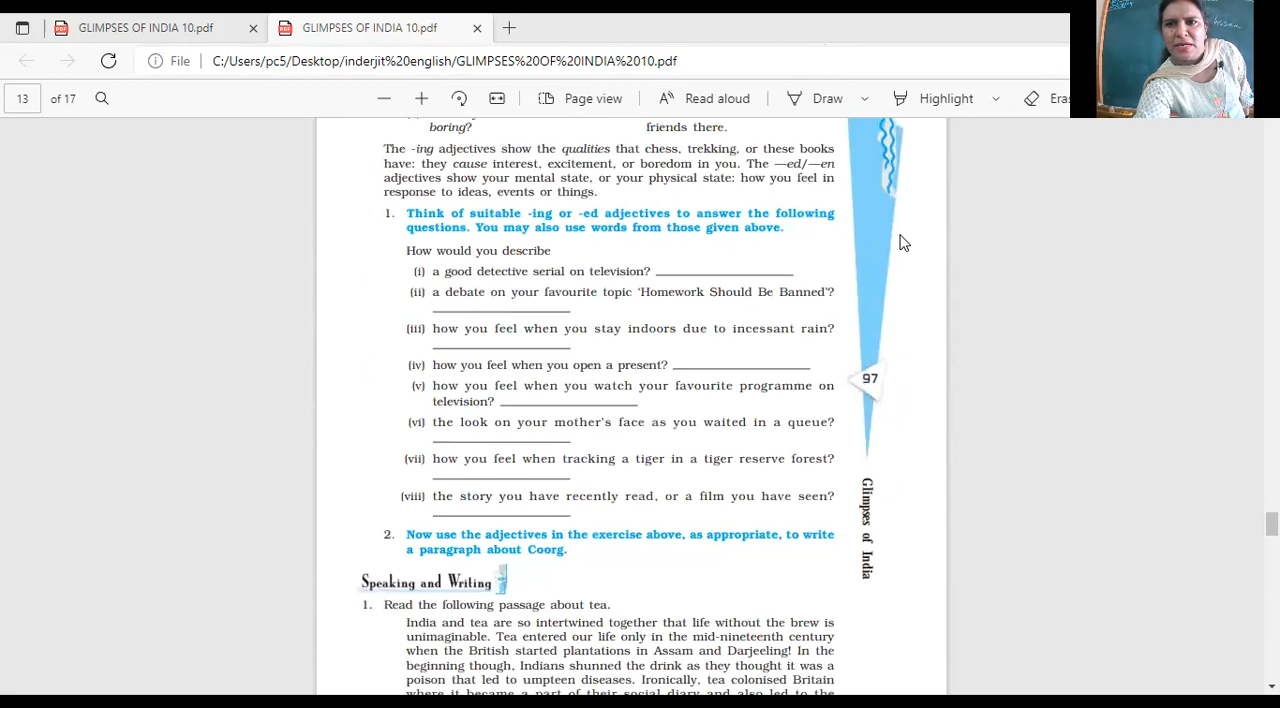 GLIMPSES OF INDIA 10.pdf
GLIMPSES OF INDIA 10.pdf
File
C:/Users/pc5/Desktop/inderjit%20english/GLIMPSES%20OF%20INDIA%2010.pdf
13 of 17
Page view
Read aloud
Draw
Highlight
Eras
Assam
boring?
friends there.
The -ing adjectives show the qualities that chess, trekking, or these books
have: they cause interest, excitement, or boredom in you. The —ed/—en
adjectives show your mental state, or your physical state: how you feel in
response to ideas, events or things.
1. Think of suitable -ing or -ed adjectives to answer the following
questions. You may also use words from those given above.
How would you describe
(i) a good detective serial on television?
(ii) a debate on your favourite topic ‘Homework Should Be Banned’?
(iii) how you feel when you stay indoors due to incessant rain?
(iv) how you feel when you open a present?
(v) how you feel when you watch your favourite programme on
television?
(vi) the look on your mother’s face as you waited in a queue?
(vii) how you feel when tracking a tiger in a tiger reserve forest?
(viii) the story you have recently read, or a film you have seen?
2. Now use the adjectives in the exercise above, as appropriate, to write
a paragraph about Coorg.
97
Glimpses of India
Speaking and Writing
1. Read the following passage about tea.
India and tea are so intertwined together that life without the brew is
unimaginable. Tea entered our life only in the mid-nineteenth century
when the British started plantations in Assam and Darjeeling! In the
beginning though, Indians shunned the drink as they thought it was a
poison that led to umpteen diseases. Ironically, tea colonised Britain
where it became a part of their social diary and also led to the